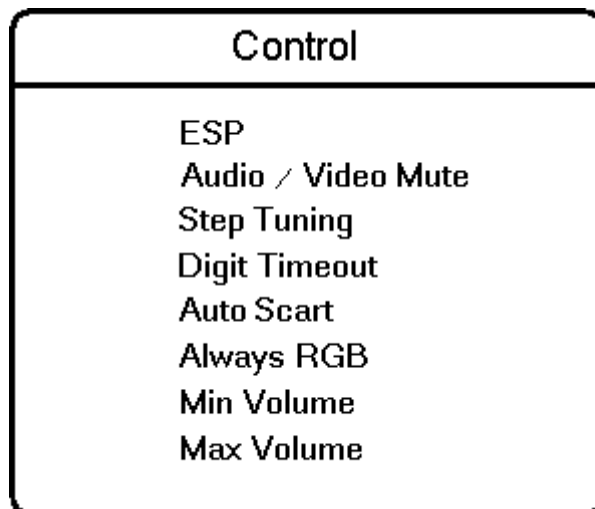 Control
ESP
Audio / Video Mute
Step Tuning
Digit Timeout
Auto Scart
Always RGB
Min Volume
Max Volume